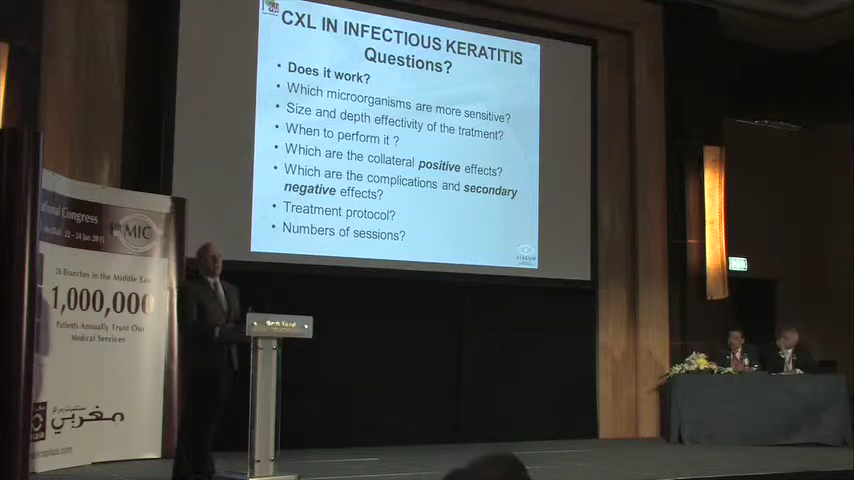 CXL IN INFECTIOUS KERATITIS
Questions?
• Does it work?
• Which microorganisms are more sensitive?
• Size and depth effectivity of the tratment?
• When to perform it ?
• Which are the collateral positive effects?
• Which are the complications and secondary
negative effects?
• Treatment protocol?
• Numbers of sessions?
VISSUM
national Congress
22 - 24 Jan 2015
MIC
16 Branches in the Middle East
1,000,000
Patients Annually Trust Our
Medical Services
مغربي